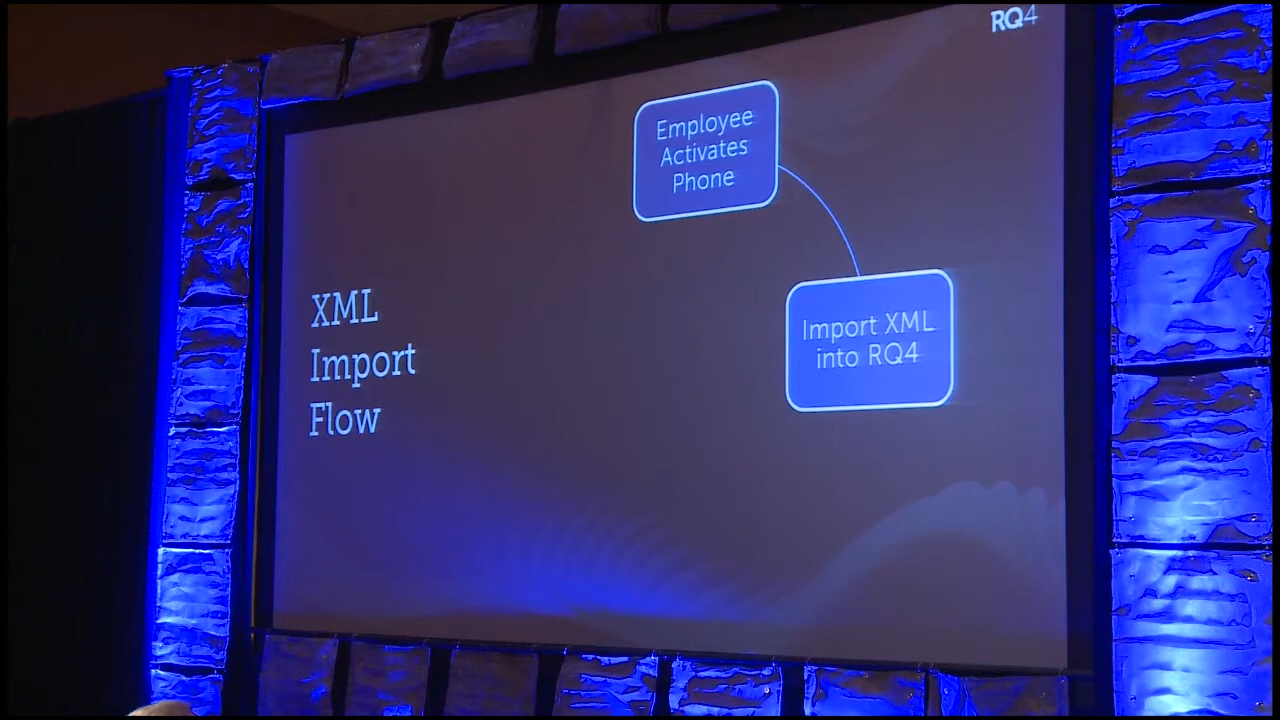 RQ4
Employee
Activates
Phone
XML
Import
Flow
Import XML
into RQ4